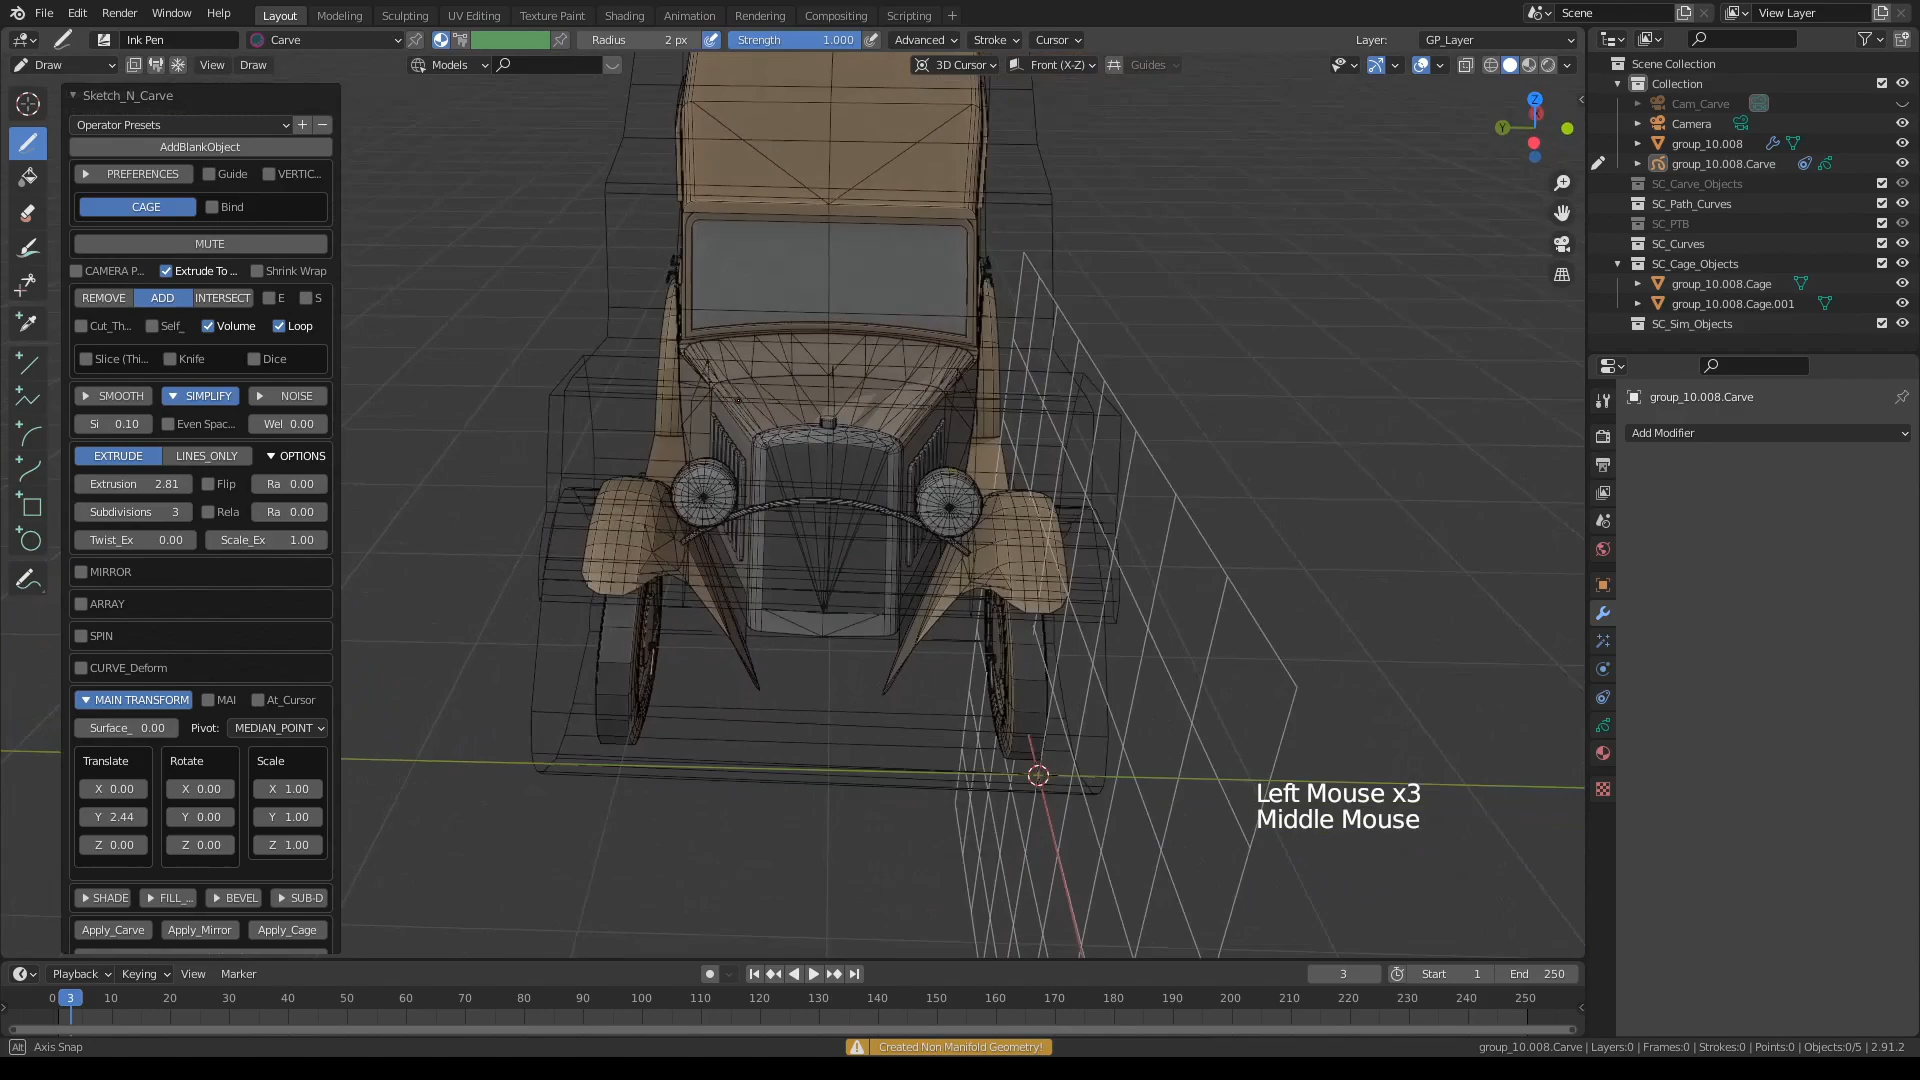 File Edit Render Window Help Layout Modeling Sculpting UV Editing Texture Paint Shading Animation Rendering Compositing Scripting + Scene View Layer
Ink Pen Carve Radius 2 px Strength 1.000 Advanced Stroke Cursor Layer: GP_Layer
Draw View Draw Models 3D Cursor Front (X-Z) Guides
Sketch_N_Carve
Operator Presets + −
AddBlankObject
PREFERENCES Guide VERTIC...
CAGE Bind
MUTE
CAMERA P... Extrude To ... Shrink Wrap
REMOVE ADD INTERSECT E S
Cut_Th... Self_ Volume Loop
Slice (Thi... Knife Dice
SMOOTH SIMPLIFY NOISE
Si 0.10 Even Spac... Wel 0.00
EXTRUDE LINES_ONLY OPTIONS
Extrusion 2.81 Flip Ra 0.00
Subdivisions 3 Rela Ra 0.00
Twist_Ex 0.00 Scale_Ex 1.00
MIRROR
ARRAY
SPIN
CURVE_Deform
MAIN TRANSFORM MAI At_Cursor
Surface_ 0.00 Pivot: MEDIAN_POINT
Translate Rotate Scale
X 0.00 X 0.00 X 1.00
Y 2.44 Y 0.00 Y 1.00
Z 0.00 Z 0.00 Z 1.00
SHADE FILL_... BEVEL SUB-D
Apply_Carve Apply_Mirror Apply_Cage
Z
Y
Left Mouse x3
Middle Mouse
Scene Collection
Collection
Cam_Carve
Camera
group_10.008
group_10.008.Carve
SC_Carve_Objects
SC_Path_Curves
SC_PTB
SC_Curves
SC_Cage_Objects
group_10.008.Cage
group_10.008.Cage.001
SC_Sim_Objects
group_10.008.Carve
Add Modifier
Playback Keying View Marker 3 Start 1 End 250
0 3 10 20 30 40 50 60 70 80 90 100 110 120 130 140 150 160 170 180 190 200 210 220 230 240 250
Alt Axis Snap Created Non Manifold Geometry! group_10.008.Carve | Layers:0 | Frames:0 | Strokes:0 | Points:0 | Objects:0/5 | 2.91.2